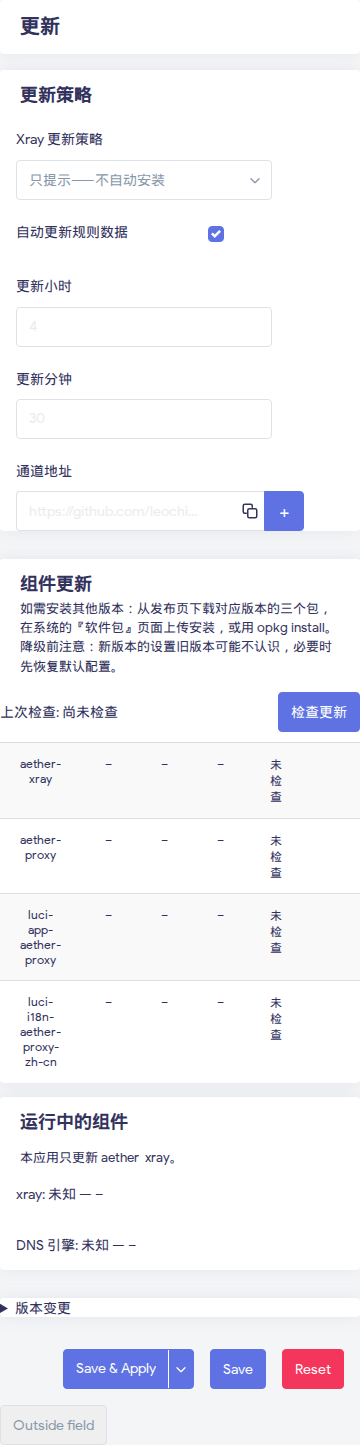 更新
更新策略
Xray 更新策略
只提示——不自动安装
自动更新规则数据
更新小时
4
更新分钟
30
通道地址
https://github.com/leochi...
+
组件更新
如需安装其他版本：从发布页下载对应版本的三个包，
在系统的『软件包』页面上传安装，或用 opkg install。
降级前注意：新版本的设置旧版本可能不认识，必要时
先恢复默认配置。
上次检查: 尚未检查
检查更新
aether- – – – 未
xray 检
查
aether- – – – 未
proxy 检
查
luci- – – – 未
app- 检
aether- 查
proxy
luci- – – – 未
i18n- 检
aether- 查
proxy-
zh-cn
运行中的组件
本应用只更新 aether xray。
xray: 未知 — –
DNS 引擎: 未知 — –
版本变更
Save & Apply
Save
Reset
Outside field